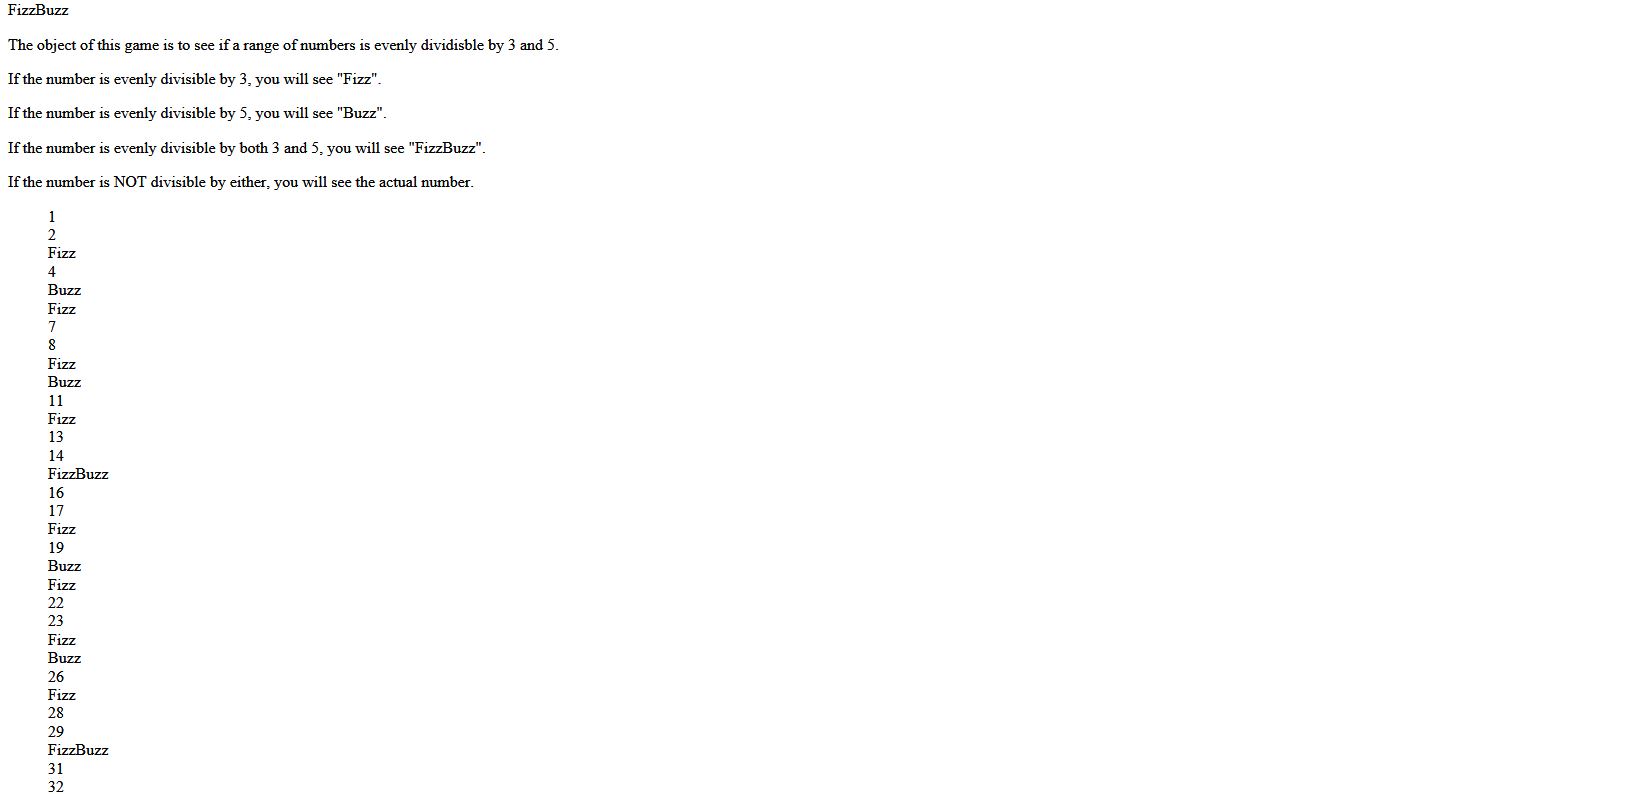 FizzBuzz
The object of this game is to see if a range of numbers is evenly dividisble by 3 and 5.
If the number is evenly divisible by 3, you will see "Fizz".
If the number is evenly divisible by 5, you will see "Buzz".
If the number is evenly divisible by both 3 and 5, you will see "FizzBuzz".
If the number is NOT divisible by either, you will see the actual number.
1
2
Fizz
4
Buzz
Fizz
7
8
Fizz
Buzz
11
Fizz
13
14
FizzBuzz
16
17
Fizz
19
Buzz
Fizz
22
23
Fizz
Buzz
26
Fizz
28
29
FizzBuzz
31
32